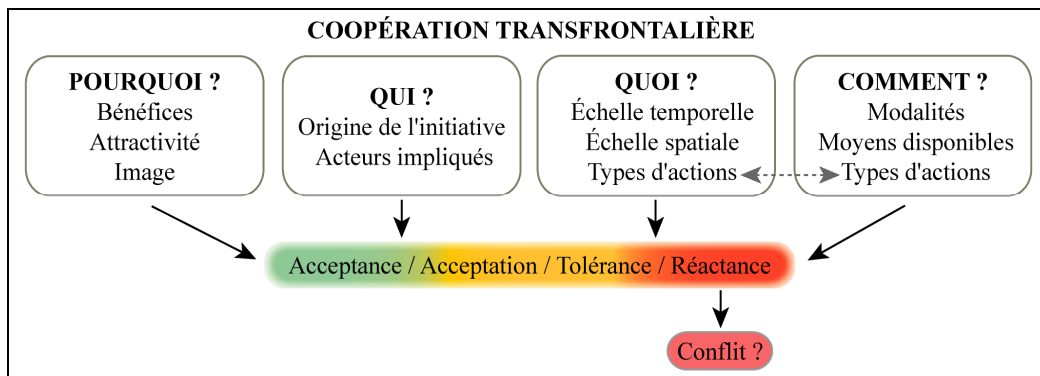 COOPÉRATION TRANSFRONTALIÈRE
POURQUOI ?
Bénéfices
Attractivité
Image
QUI ?
Origine de l'initiative
Acteurs impliqués
QUOI ?
Échelle temporelle
Échelle spatiale
Types d'actions
COMMENT ?
Modalités
Moyens disponibles
Types d'actions
Acceptance / Acceptation / Tolérance / Réactance
Conflit ?